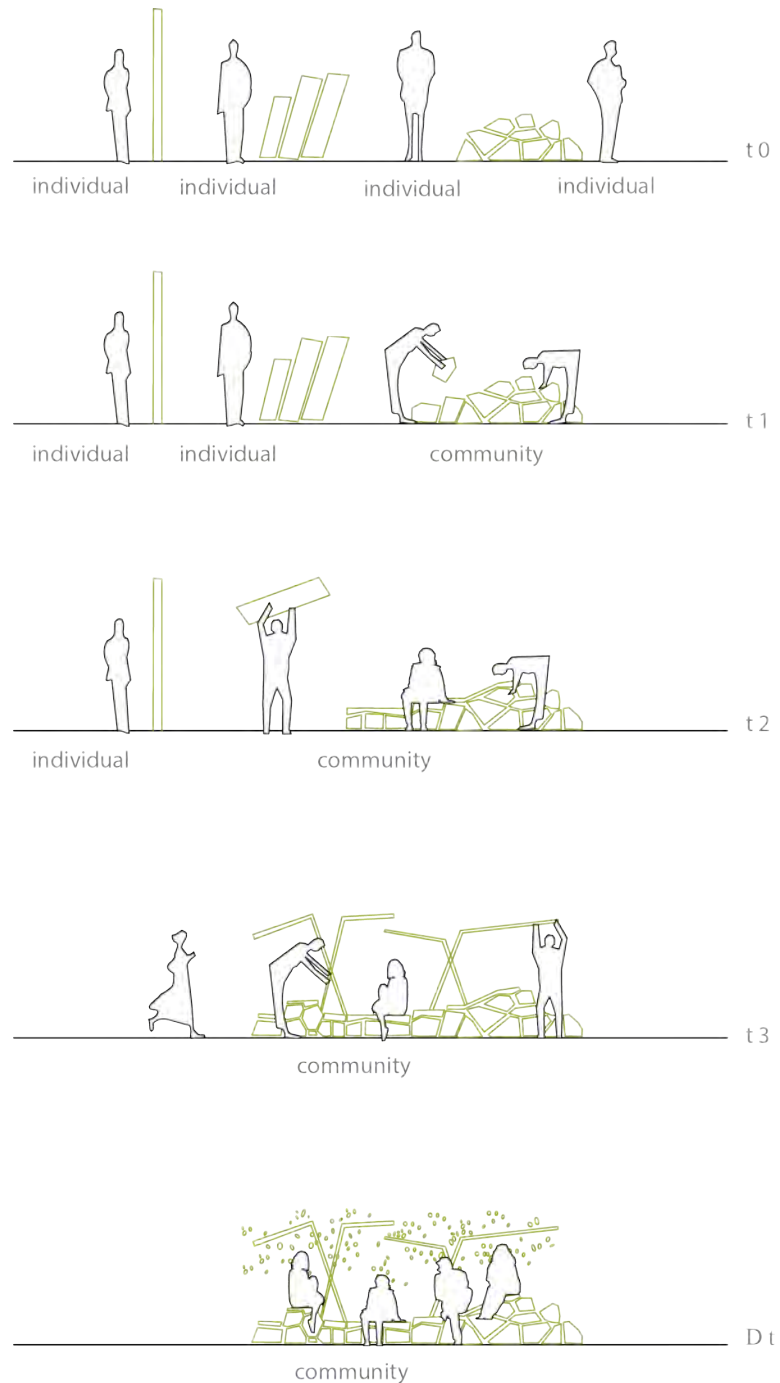 t 0
individual individual individual individual
t 1
individual individual community
t 2
individual community
t 3
community
D t
community